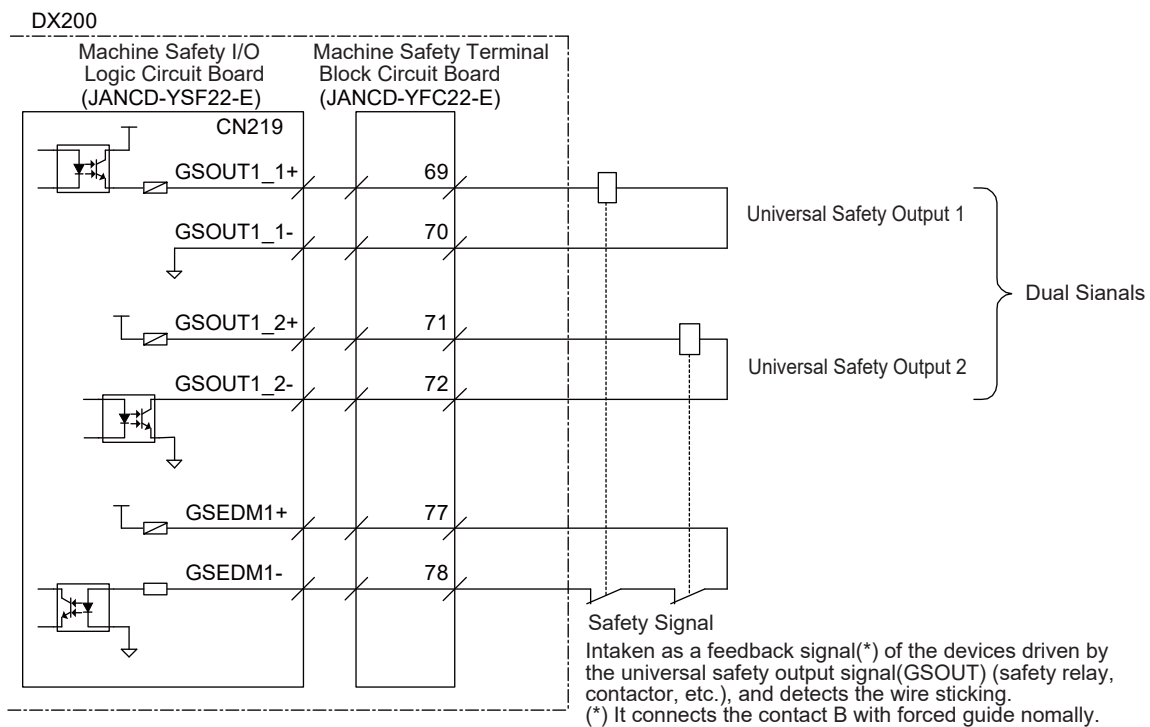 DX200
Machine Safety I/O
Logic Circuit Board
(JANCD-YSF22-E)
Machine Safety Terminal
Block Circuit Board
(JANCD-YFC22-E)
CN219
GSOUT1_1+
69
GSOUT1_1-
70
Universal Safety Output 1
GSOUT1_2+
71
GSOUT1_2-
72
Universal Safety Output 2
Dual Sianals
GSEDM1+
77
GSEDM1-
78
Safety Signal
Intaken as a feedback signal(*) of the devices driven by
the universal safety output signal(GSOUT) (safety relay,
contactor, etc.), and detects the wire sticking.
(*) It connects the contact B with forced guide nomally.